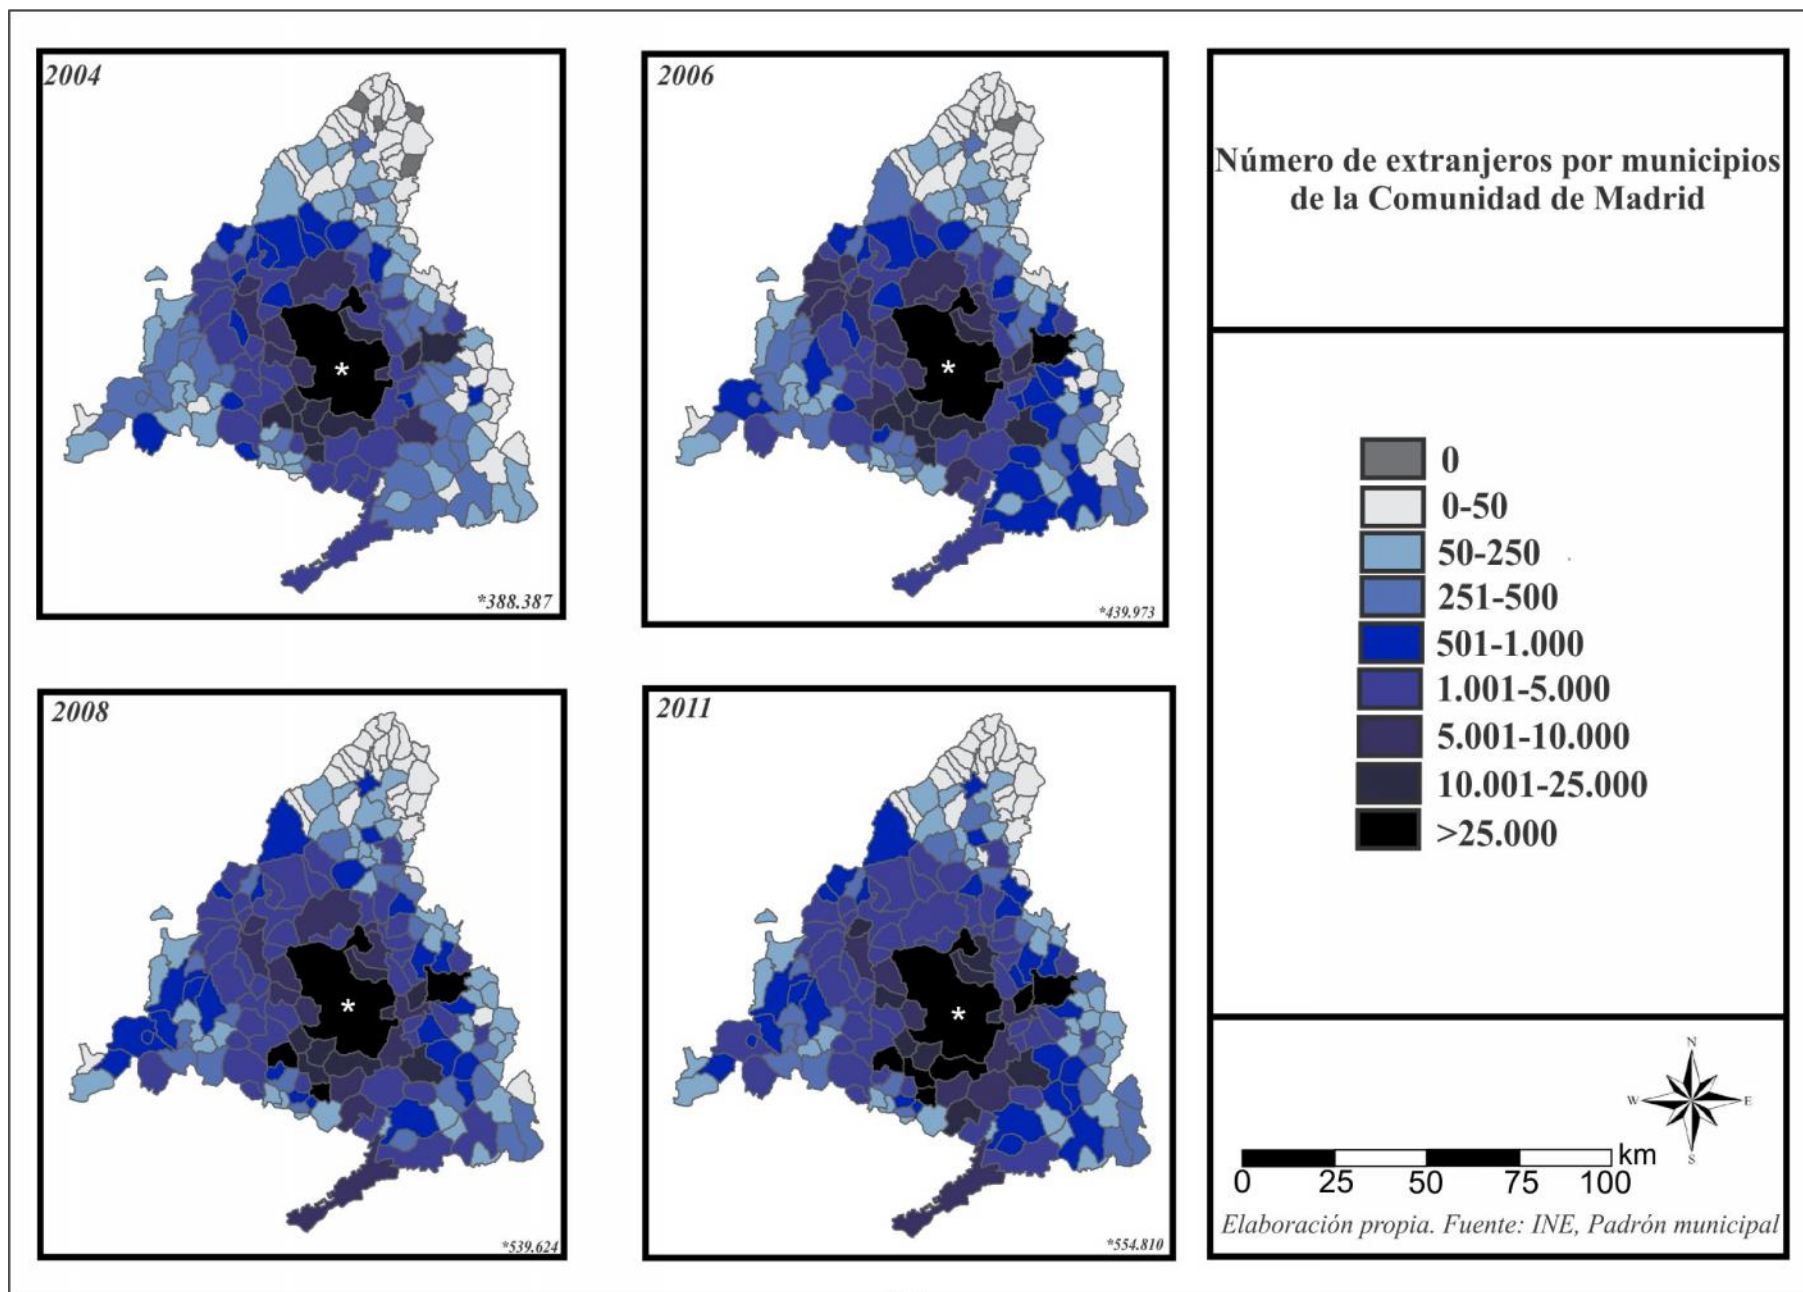 2004
*388.387
2006
*439.973
2008
*539.624
2011
*554.810
Número de extranjeros por municipios
de la Comunidad de Madrid
0
0-50
50-250
251-500
501-1.000
1.001-5.000
5.001-10.000
10.001-25.000
>25.000
N
W E
S
km
0 25 50 75 100
Elaboración propia. Fuente: INE, Padrón municipal